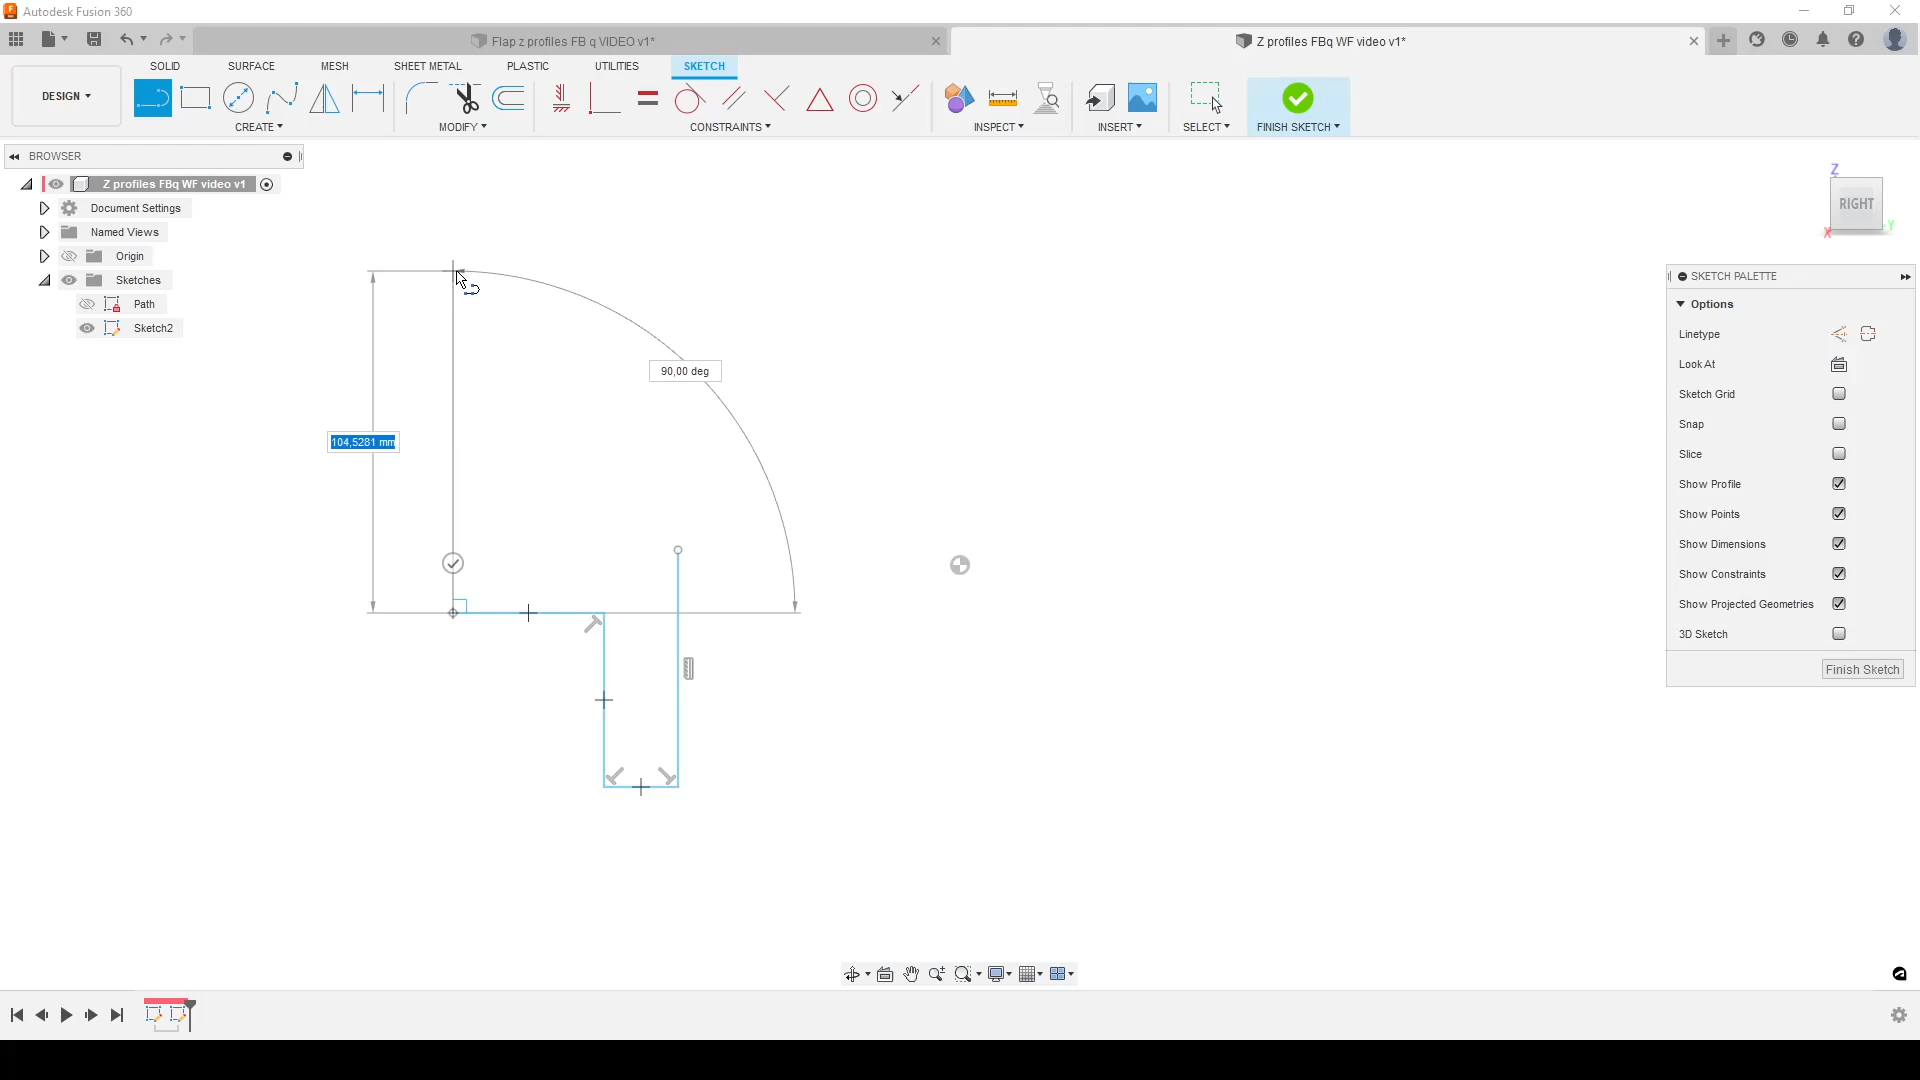 Autodesk Fusion 360
Flap z profiles FB q VIDEO v1*
Z profiles FBq WF video v1*
DESIGN
SOLID SURFACE MESH SHEET METAL PLASTIC UTILITIES SKETCH
CREATE MODIFY CONSTRAINTS INSPECT INSERT SELECT FINISH SKETCH
BROWSER
Z profiles FBq WF video v1
Document Settings
Named Views
Origin
Sketches
Path
Sketch2
90,00 deg
104,5281 mm
Z
RIGHT
X
Y
SKETCH PALETTE
Options
Linetype
Look At
Sketch Grid
Snap
Slice
Show Profile
Show Points
Show Dimensions
Show Constraints
Show Projected Geometries
3D Sketch
Finish Sketch